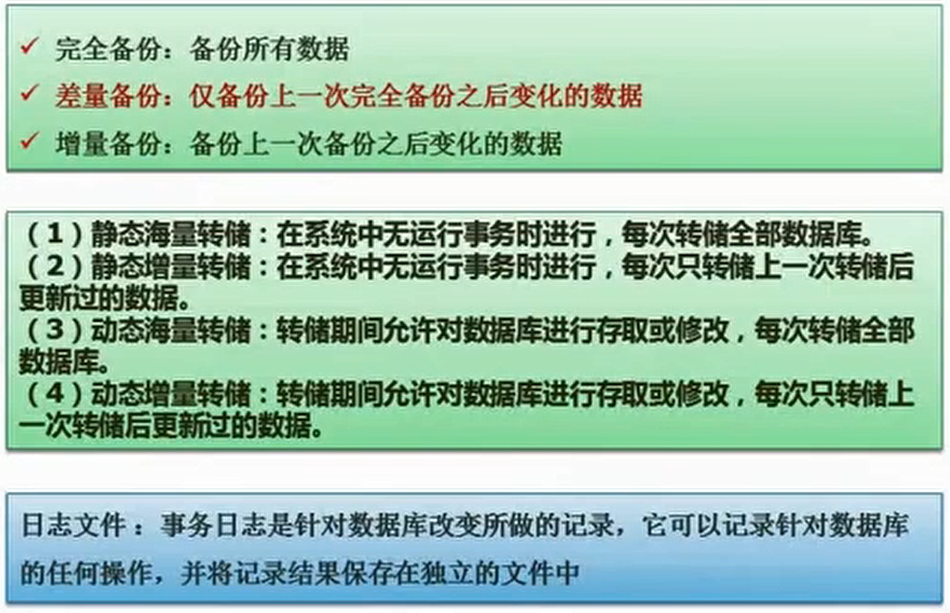 ✓ 完全备份：备份所有数据
✓ 差量备份：仅备份上一次完全备份之后变化的数据
✓ 增量备份：备份上一次备份之后变化的数据
（1）静态海量转储：在系统中无运行事务时进行，每次转储全部数据库。
（2）静态增量转储：在系统中无运行事务时进行，每次只转储上一次转储后
更新过的数据。
（3）动态海量转储：转储期间允许对数据库进行存取或修改，每次转储全部
数据库。
（4）动态增量转储：转储期间允许对数据库进行存取或修改，每次只转储上
一次转储后更新过的数据。
日志文件：事务日志是针对数据库改变所做的记录，它可以记录针对数据库
的任何操作，并将记录结果保存在独立的文件中